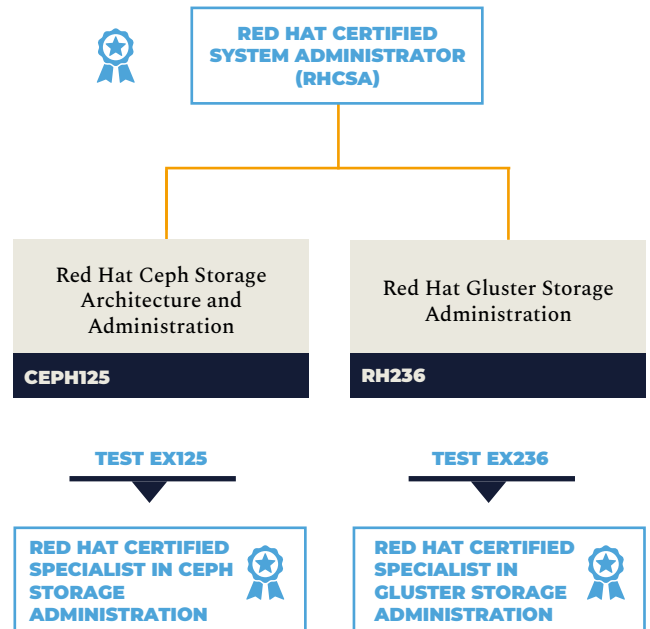 RED HAT CERTIFIED
SYSTEM ADMINISTRATOR
(RHCSA)
Red Hat Ceph Storage
Architecture and
Administration
CEPH125
Red Hat Gluster Storage
Administration
RH236
TEST EX125
TEST EX236
RED HAT CERTIFIED
SPECIALIST IN CEPH
STORAGE
ADMINISTRATION
RED HAT CERTIFIED
SPECIALIST IN
GLUSTER STORAGE
ADMINISTRATION